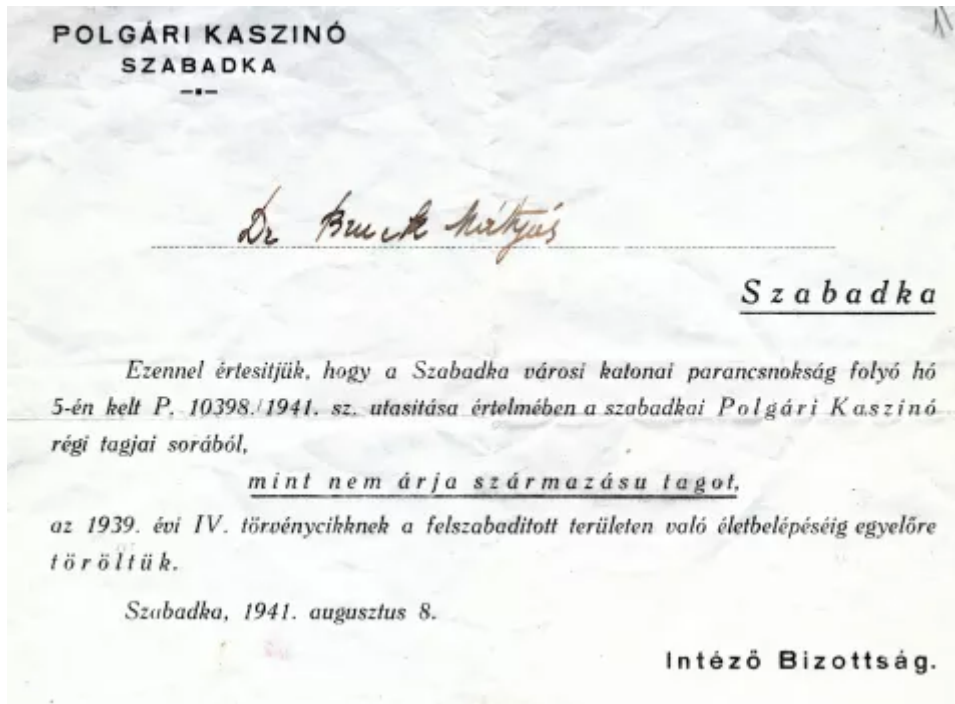 POLGÁRI KASZINÓ
SZABADKA
Dr Bruck Mátyás
Szabadka
Ezennel értesitjük, hogy a Szabadka városi katonai parancsnokság folyó hó
5-én kelt P. 10398./1941. sz. utasitása értelmében a szabadkai Polgári Kaszinó
régi tagjai sorából,
mint nem árja származásu tagot,
az 1939. évi IV. törvénycikknek a felszabaditott területen való életbelépéséig egyelőre
töröltük.
Szabadka, 1941. augusztus 8.
Intéző Bizottság.